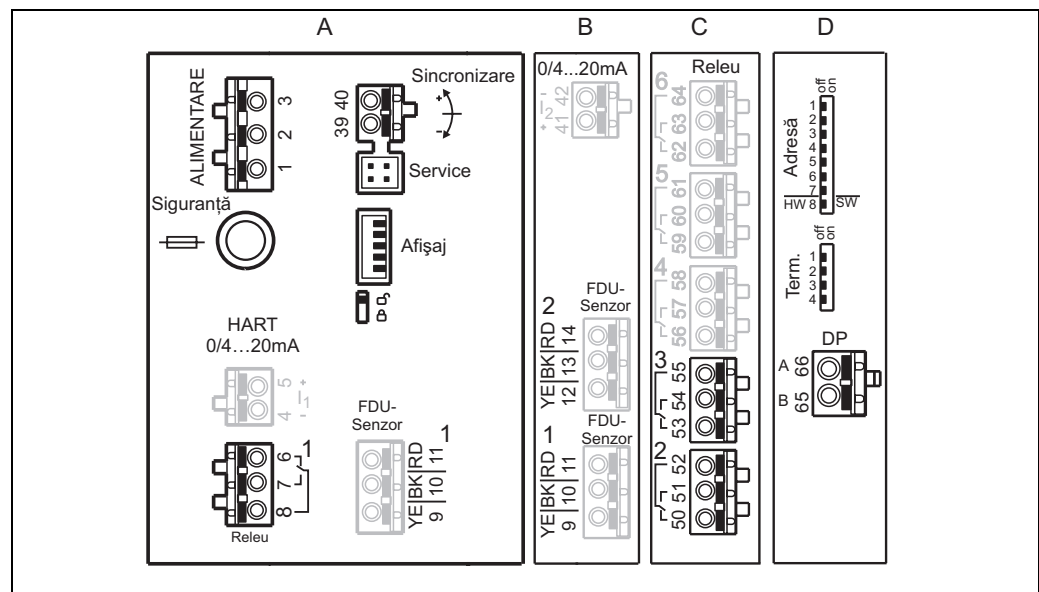 A
B
C
D
ALIMENTARE
3
2
1
39 40
Sincronizare
+
-
Service
Siguranță
Afişaj
HART
0/4...20mA
5 +
I1
4 -
6 1
7
8
Releu
FDU-
Senzor
1
YE|BK|RD
9 10 11
0/4...20mA
- 42
I2
+ 41
FDU-
Senzor
2
YE|BK|RD
12 13 14
FDU-
Senzor
1
YE|BK|RD
9 10 11
Releu
6
62 63 64
5
59 60 61
4
56 57 58
3
53 54 55
2
50 51 52
Adresă
off
on
1
2
3
4
5
6
7
HW 8 SW
Term.
off
on
1
2
3
4
DP
A 66
B 65